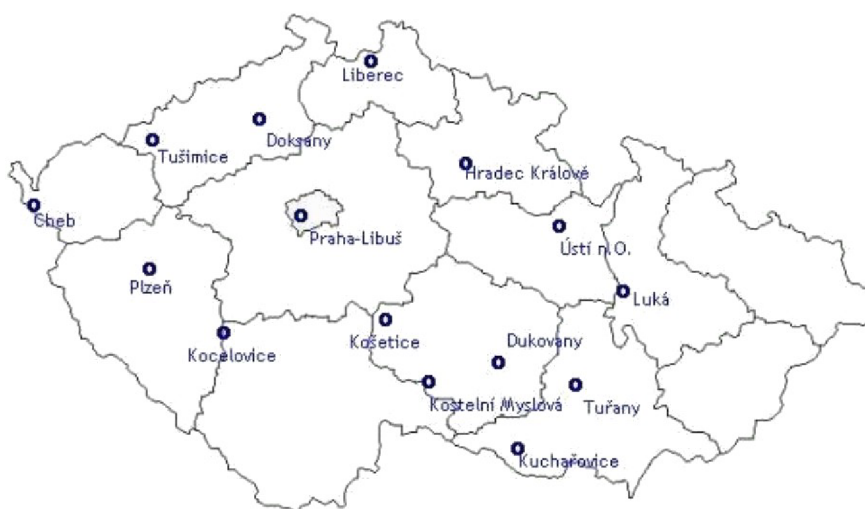 Liberec
Doksany
Tušimice
Hradec Králové
Cheb
Praha-Libuš
Ústí n.O.
Plzeň
Luká
Košetice
Dukovany
Kocelovice
Kostelní Myslová
Tuřany
Kuchařovice